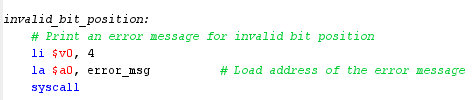 invalid_bit_position:
# Print an error message for invalid bit position
li $v0, 4
la $a0, error_msg # Load address of the error message
syscall